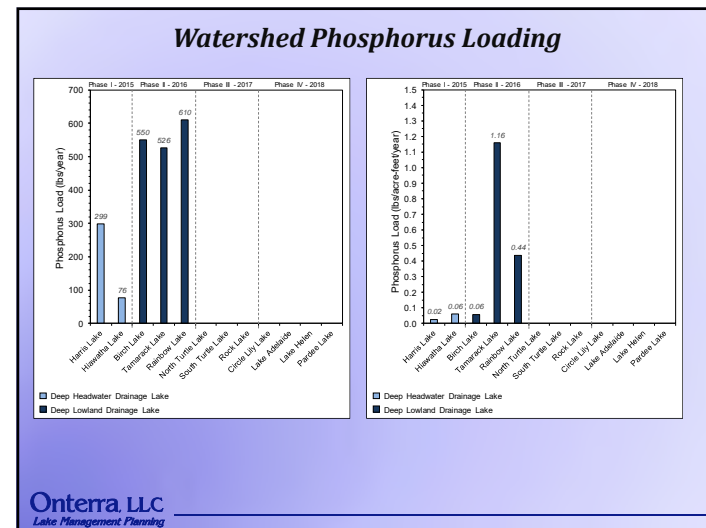 Watershed Phosphorus Loading
Phase I - 2015 Phase II - 2016 Phase III - 2017 Phase IV - 2018
Phosphorus Load (lbs/year)
700
600
500
400
300
200
100
0
299
76
550
526
610
Harris Lake
Hiawatha Lake
Birch Lake
Tamarack Lake
Rainbow Lake
North Turtle Lake
South Turtle Lake
Rock Lake
Circle Lily Lake
Lake Adelaide
Lake Helen
Pardee Lake
Deep Headwater Drainage Lake
Deep Lowland Drainage Lake
Phase I - 2015 Phase II - 2016 Phase III - 2017 Phase IV - 2018
Phosphorus Load (lbs/acre-feet/year)
1.5
1.4
1.3
1.2
1.1
1.0
0.9
0.8
0.7
0.6
0.5
0.4
0.3
0.2
0.1
0.0
0.02
0.06
0.06
1.16
0.44
Harris Lake
Hiawatha Lake
Birch Lake
Tamarack Lake
Rainbow Lake
North Turtle Lake
South Turtle Lake
Rock Lake
Circle Lily Lake
Lake Adelaide
Lake Helen
Pardee Lake
Deep Headwater Drainage Lake
Deep Lowland Drainage Lake
Onterra, LLC
Lake Management Planning